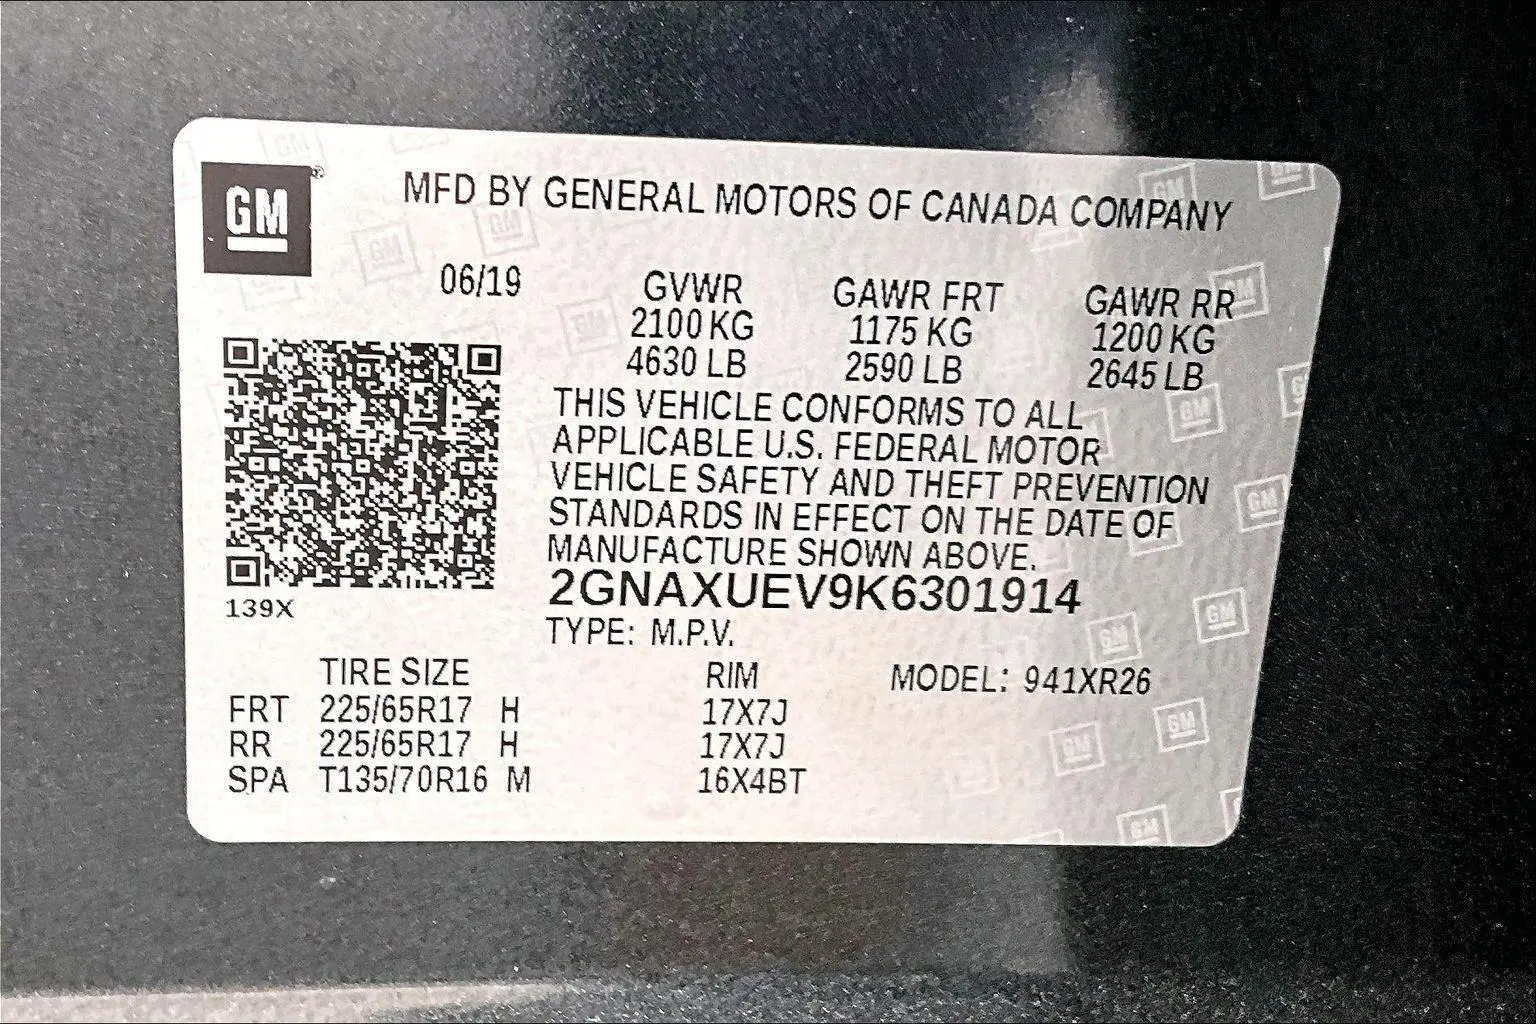 GM
MFD BY GENERAL MOTORS OF CANADA COMPANY
06/19 GVWR GAWR FRT GAWR RR
2100 KG 1175 KG 1200 KG
4630 LB 2590 LB 2645 LB
THIS VEHICLE CONFORMS TO ALL
APPLICABLE U.S. FEDERAL MOTOR
VEHICLE SAFETY AND THEFT PREVENTION
STANDARDS IN EFFECT ON THE DATE OF
MANUFACTURE SHOWN ABOVE.
2GNAXUEV9K6301914
139X
TYPE: M.P.V.
TIRE SIZE RIM MODEL: 941XR26
FRT 225/65R17 H 17X7J
RR 225/65R17 H 17X7J
SPA T135/70R16 M 16X4BT